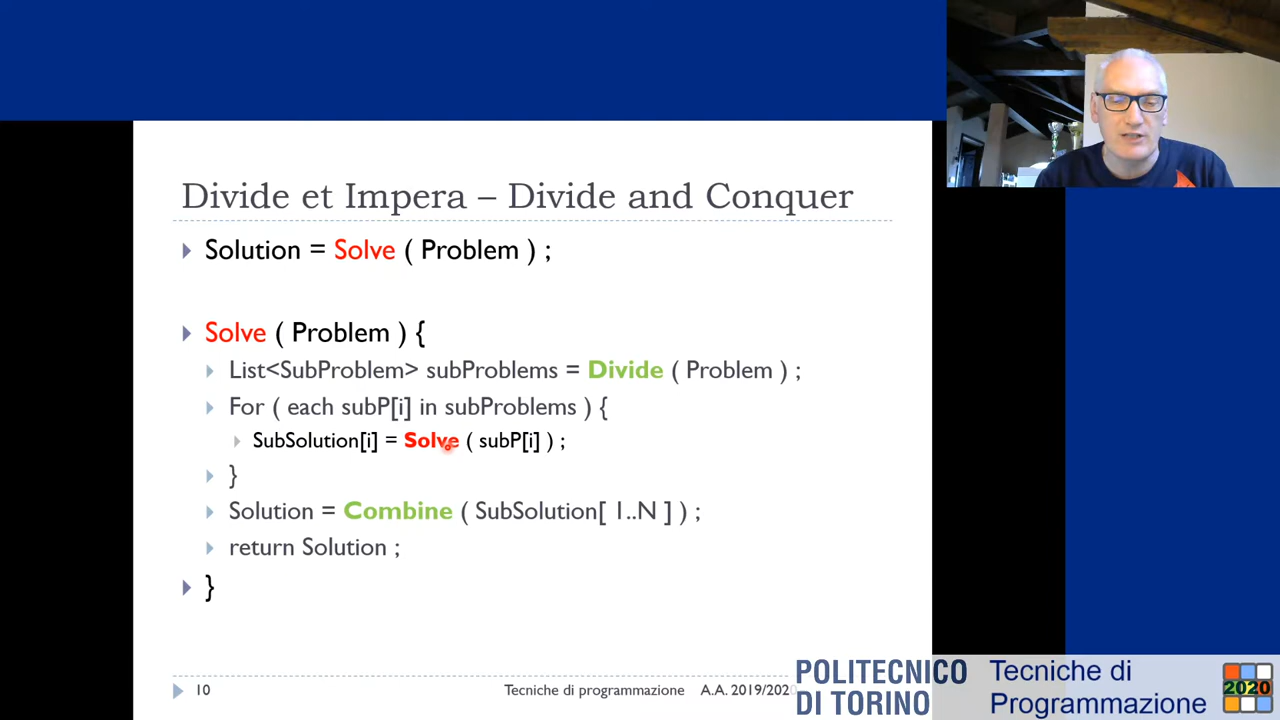 Divide et Impera – Divide and Conquer
Solution = Solve ( Problem ) ;
Solve ( Problem ) {
List<SubProblem> subProblems = Divide ( Problem ) ;
For ( each subP[i] in subProblems ) {
SubSolution[i] = Solve ( subP[i] ) ;
}
Solution = Combine ( SubSolution[ 1..N ] ) ;
return Solution ;
}
10
Tecniche di programmazione A.A. 2019/2020
POLITECNICO
DI TORINO
Tecniche di
Programmazione
2020